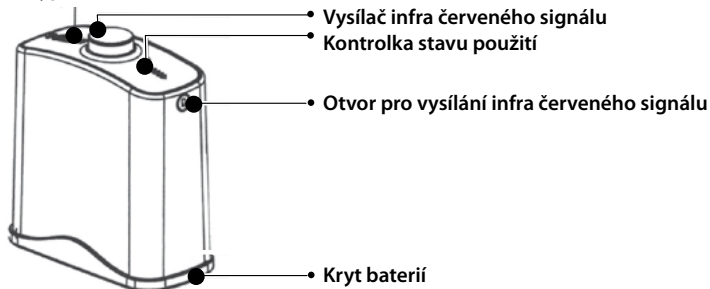 Vysílač infra červeného signálu
Kontrolka stavu použití
Otvor pro vysílání infra červeného signálu
Kryt baterií